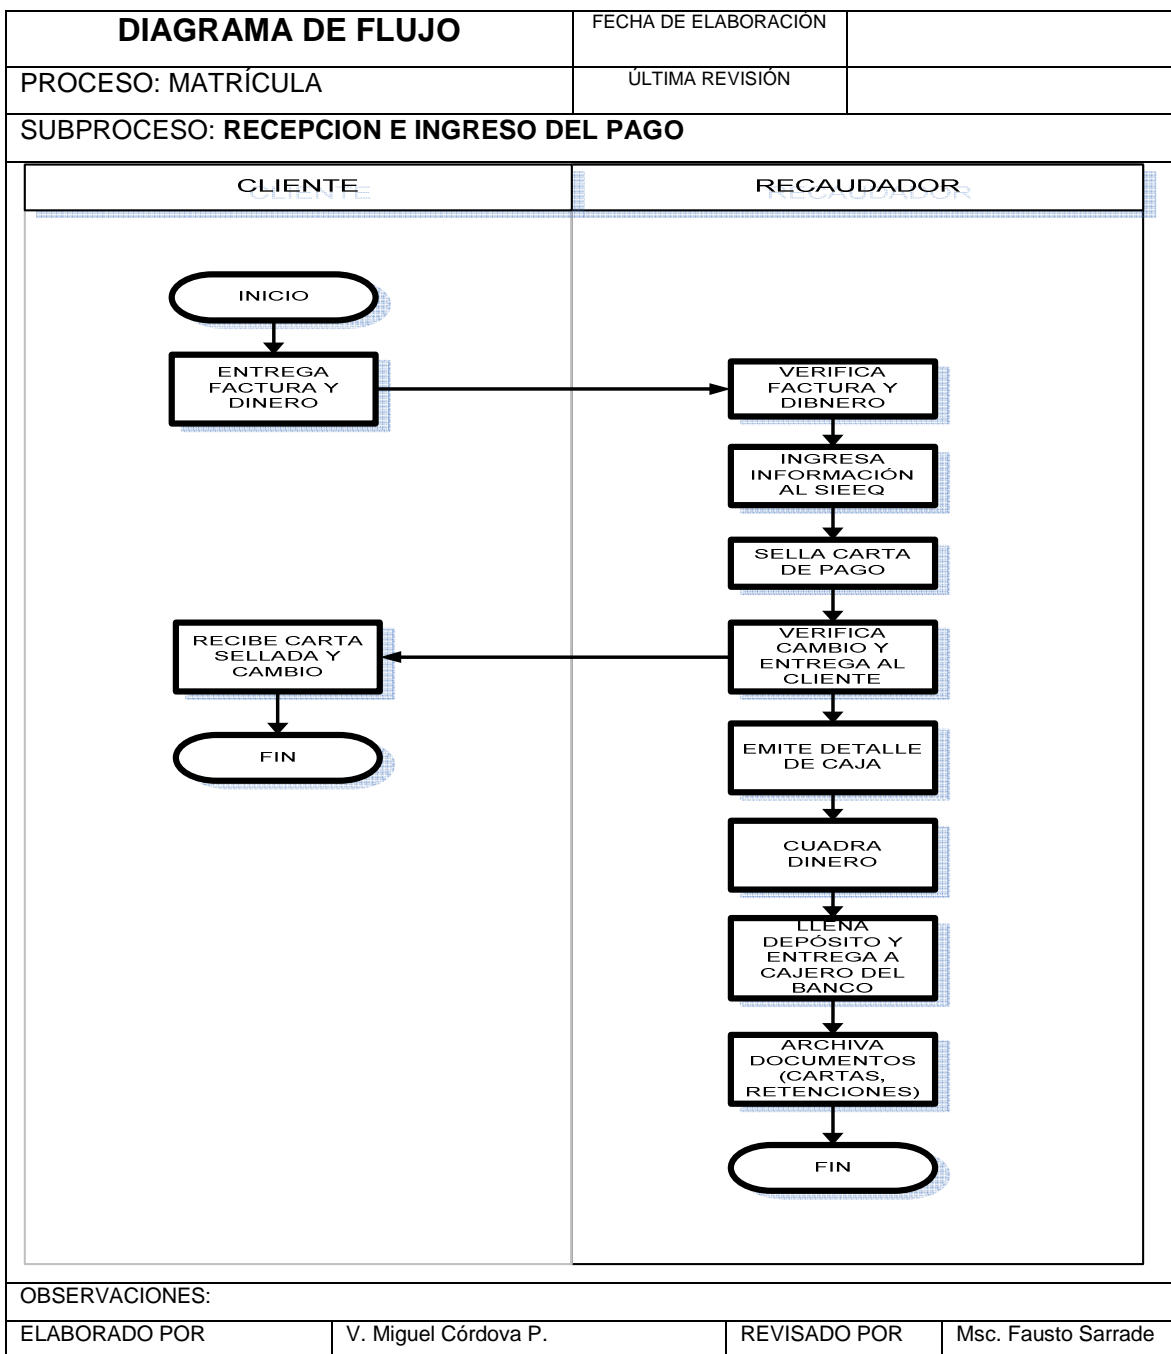 DIAGRAMA DE FLUJO
FECHA DE ELABORACIÓN
PROCESO: MATRÍCULA
ÚLTIMA REVISIÓN
SUBPROCESO: RECEPCION E INGRESO DEL PAGO
CLIENTE
RECAUDADOR
INICIO
ENTREGA
FACTURA Y
DINERO
VERIFICA
FACTURA Y
DIBNERO
INGRESA
INFORMACIÓN
AL SIEEQ
SELLA CARTA
DE PAGO
VERIFICA
CAMBIO Y
ENTREGA AL
CLIENTE
RECIBE CARTA
SELLADA Y
CAMBIO
FIN
EMITE DETALLE
DE CAJA
CUADRA
DINERO
LLENA
DEPÓSITO Y
ENTREGA A
CAJERO DEL
BANCO
ARCHIVA
DOCUMENTOS
(CARTAS,
RETENCIONES)
FIN
OBSERVACIONES:
ELABORADO POR
V. Miguel Córdova P.
REVISADO POR
Msc. Fausto Sarrade